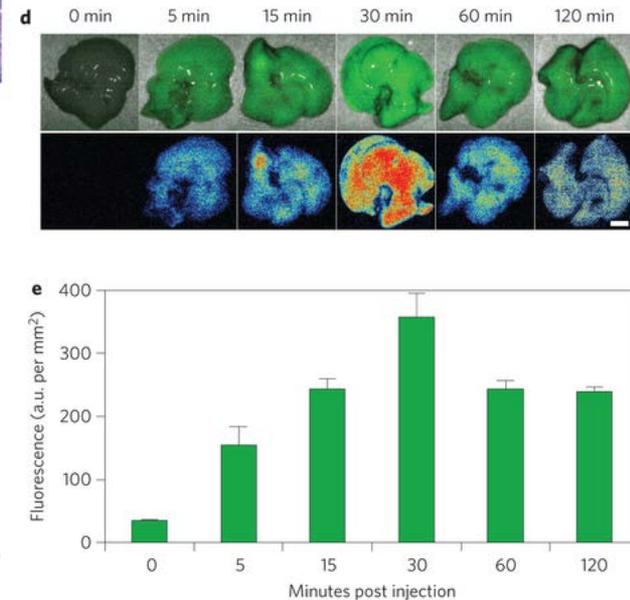 d 0 min 5 min 15 min 30 min 60 min 120 min
e
400
300
200
100
0
Fluorescence (a.u. per mm²)
0 5 15 30 60 120
Minutes post injection